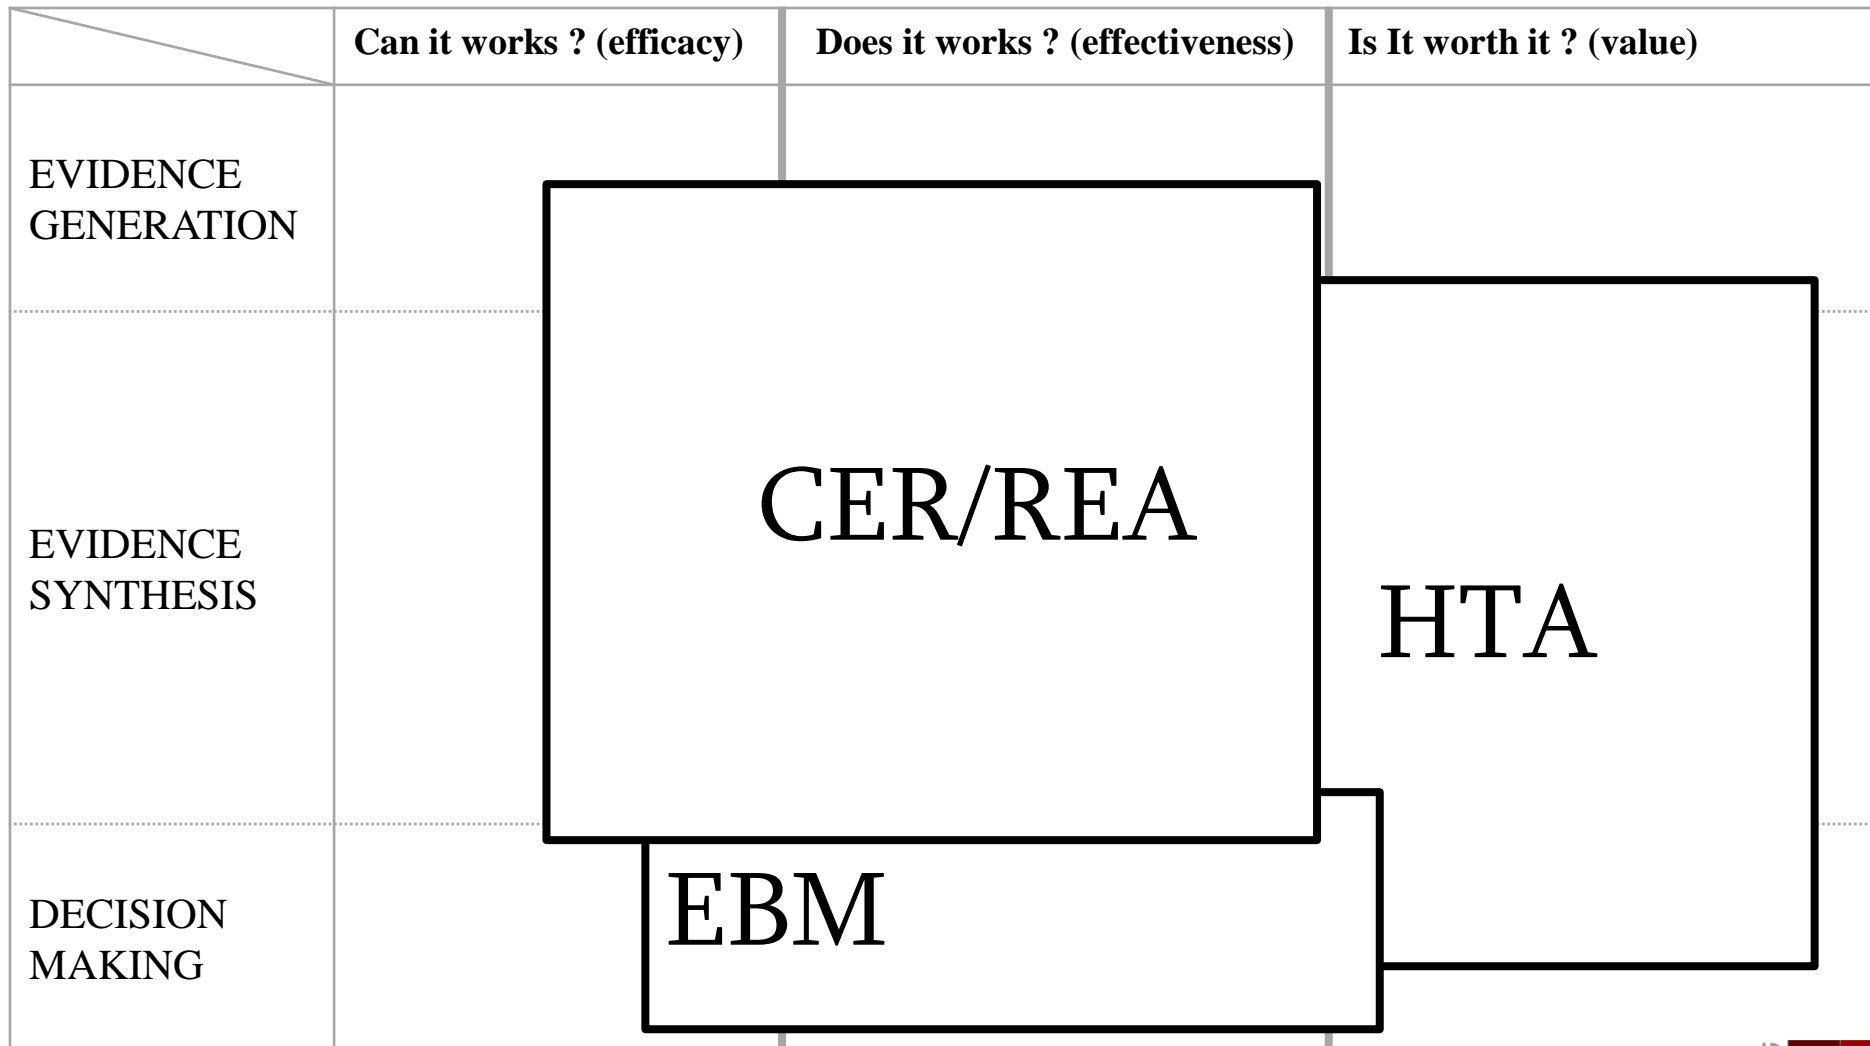 Can it works ? (efficacy)
Does it works ? (effectiveness)
Is It worth it ? (value)
EVIDENCE
GENERATION
EVIDENCE
SYNTHESIS
CER/REA
HTA
DECISION
MAKING
EBM